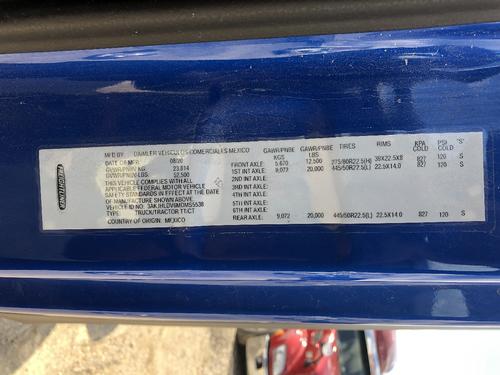 FREIGHTLINER
MFD BY DAIMLER VEHICULOS COMERCIALES MEXICO
DATE OF MFR. 08/20
GVWR/PNBV KG 23,814
GVWR/PNBV LBS 52,500
THIS VEHICLE COMPLIES WITH ALL
APPLICABLE FEDERAL MOTOR VEHICLE
SAFETY STANDARDS IN EFFECT AT THE DATE
OF MANUFACTURE SHOWN ABOVE.
VEHICLE ID NO.:
TYPE: TRUCK/TRACTOR TT/CT
COUNTRY OF ORIGIN: MEXICO
GAWR/PNBE KGS GAWR/PNBE LBS TIRES RIMS KPA COLD PSI COLD "S"
FRONT AXLE: 5,670 12,500 275/80R22.5(H) 22.5X8 827 120 S
1ST INT AXLE: 9,072 20,000 445/50R22.5(L) 22.5X14.0 827 120 S
2ND INT AXLE:
3RD INT AXLE:
4TH INT AXLE:
5TH INT AXLE:
6TH INT AXLE:
REAR AXLE: 9,072 20,000 445/50R22.5(L) 22.5X14.0 827 120 S